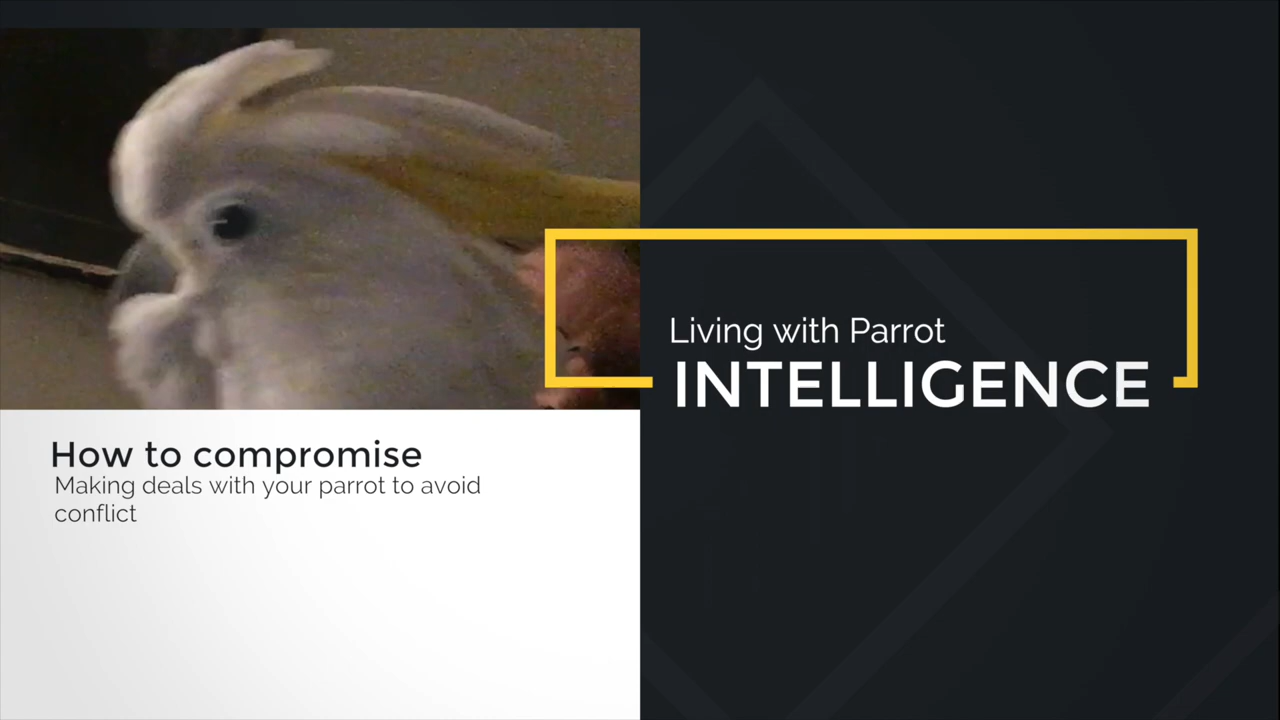 Living with Parrot
INTELLIGENCE
How to compromise
Making deals with your parrot to avoid
conflict